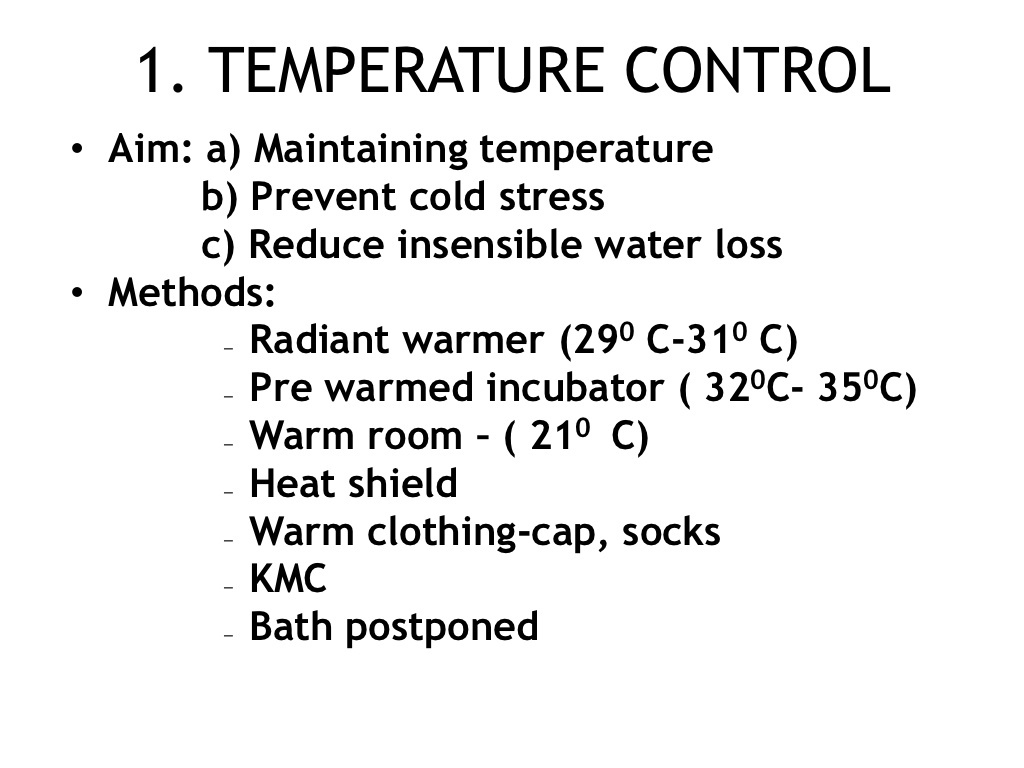 1. TEMPERATURE CONTROL
• Aim: a) Maintaining temperature
b) Prevent cold stress
c) Reduce insensible water loss
• Methods:
– Radiant warmer (29⁰ C-31⁰ C)
– Pre warmed incubator ( 32⁰C- 35⁰C)
– Warm room – ( 21⁰ C)
– Heat shield
– Warm clothing-cap, socks
– KMC
– Bath postponed